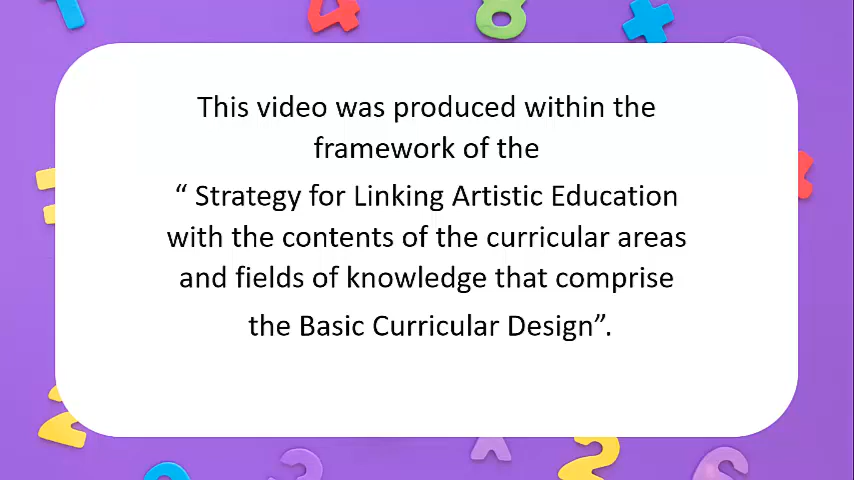 This video was produced within the
framework of the
“ Strategy for Linking Artistic Education
with the contents of the curricular areas
and fields of knowledge that comprise
the Basic Curricular Design”.